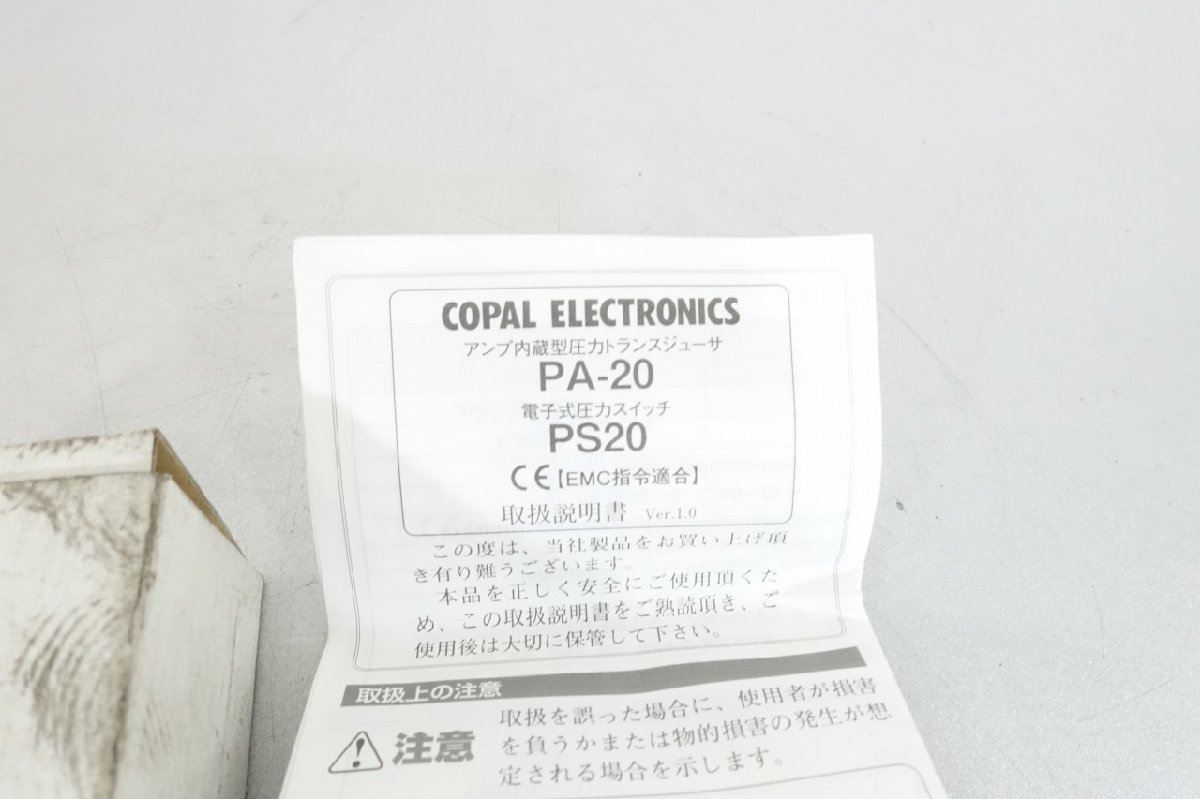 COPAL ELECTRONICS
アンプ内蔵型圧力トランスジューサ
PA-20
電子式圧力スイッチ
PS20
CE【EMC指令適合】
取扱説明書 Ver.1.0
この度は、当社製品をお買い上げ頂
き有り難うございます。
本品を正しく安全にご使用頂くた
め、この取扱説明書をご熟読頂き、ご
使用後は大切に保管して下さい。
取扱上の注意
注意
取扱を誤った場合に、使用者が損害
を負うかまたは物的損害の発生が想
定される場合を示します。